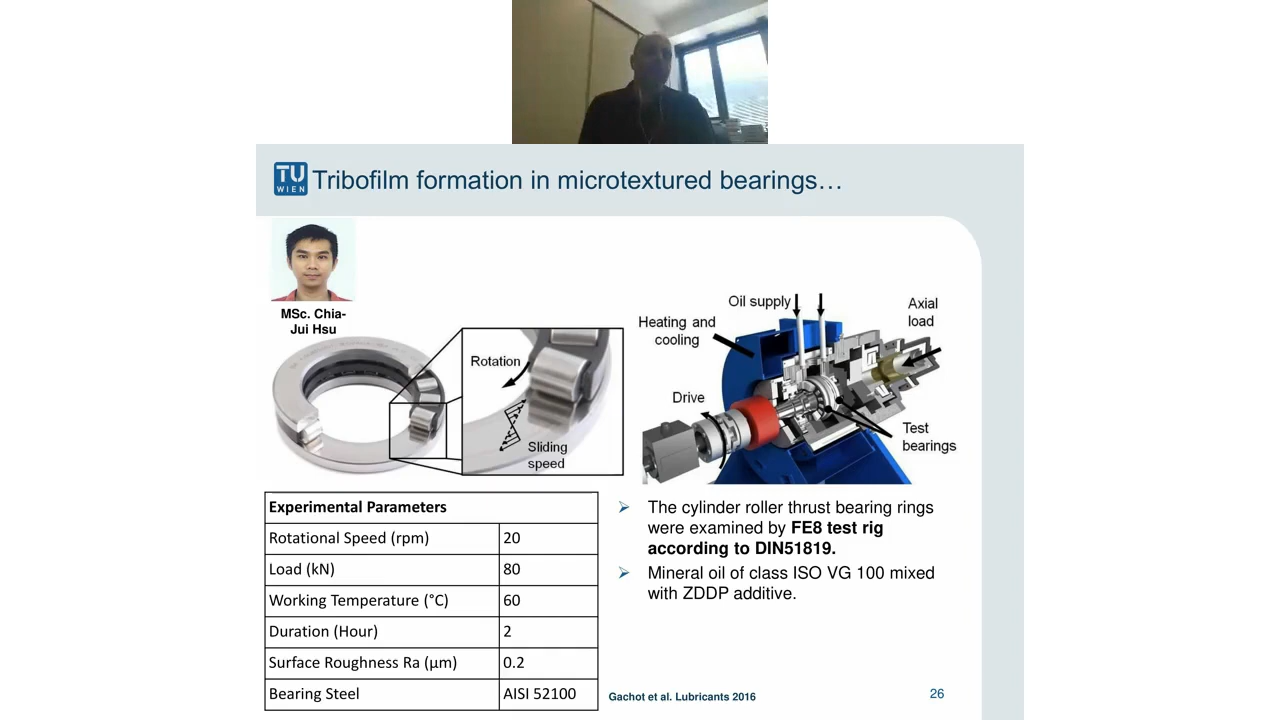 TU
WIEN
Tribofilm formation in microtextured bearings…
MSc. Chia-
Jui Hsu
Rotation
Sliding
speed
Oil supply
Axial
load
Heating and
cooling
Drive
Test
bearings
Experimental Parameters
Rotational Speed (rpm) 20
Load (kN) 80
Working Temperature (°C) 60
Duration (Hour) 2
Surface Roughness Ra (μm) 0.2
Bearing Steel AISI 52100
➢ The cylinder roller thrust bearing rings
were examined by FE8 test rig
according to DIN51819.
➢ Mineral oil of class ISO VG 100 mixed
with ZDDP additive.
Gachot et al. Lubricants 2016
26